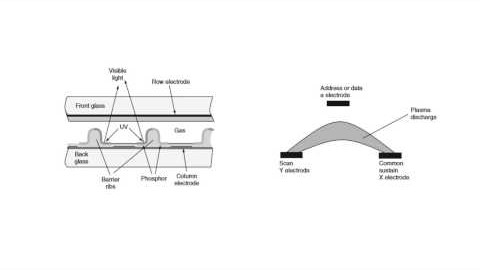 Visible
light
Row electrode
Front glass
UV
Gas
Back
glass
Barrier
ribs
Phosphor
Column
electrode
Address or data
a electrode
Plasma
discharge
Scan
Y electrode
Common
sustain
X electrode